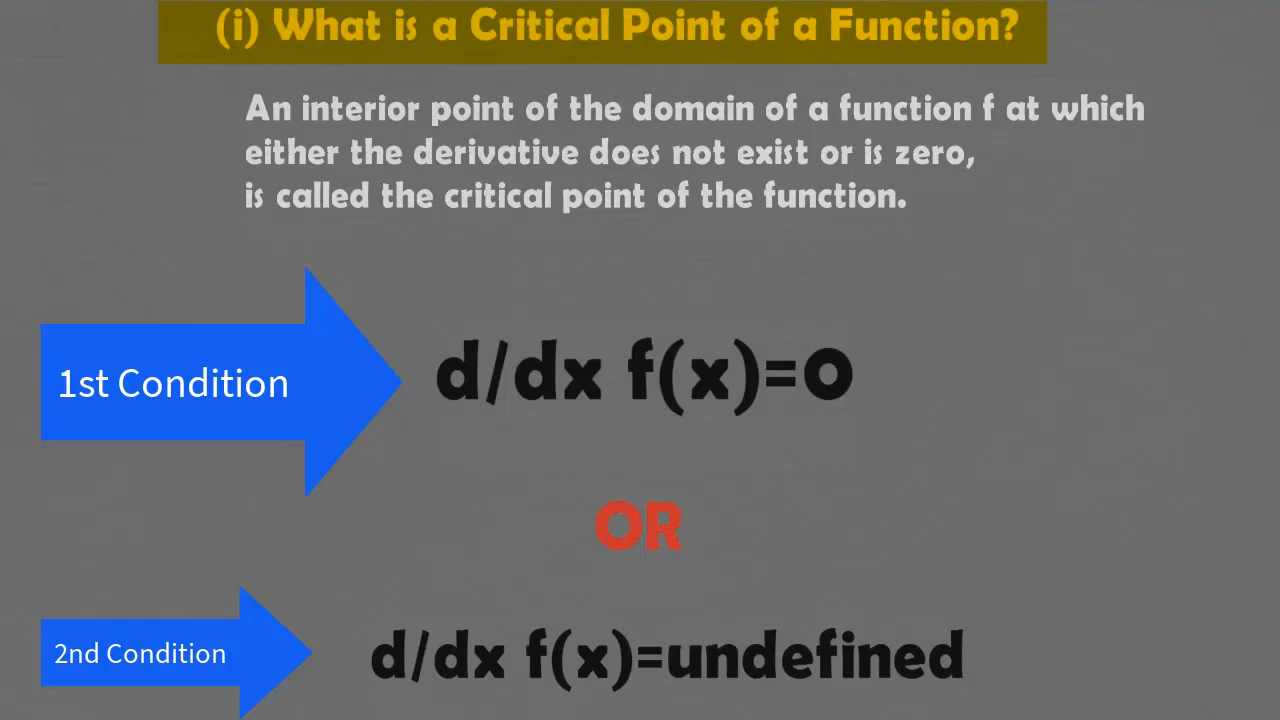 (i) What is a Critical Point of a Function?
An interior point of the domain of a function f at which
either the derivative does not exist or is zero,
is called the critical point of the function.
1st Condition
d/dx f(x)=0
OR
2nd Condition
d/dx f(x)=undefined